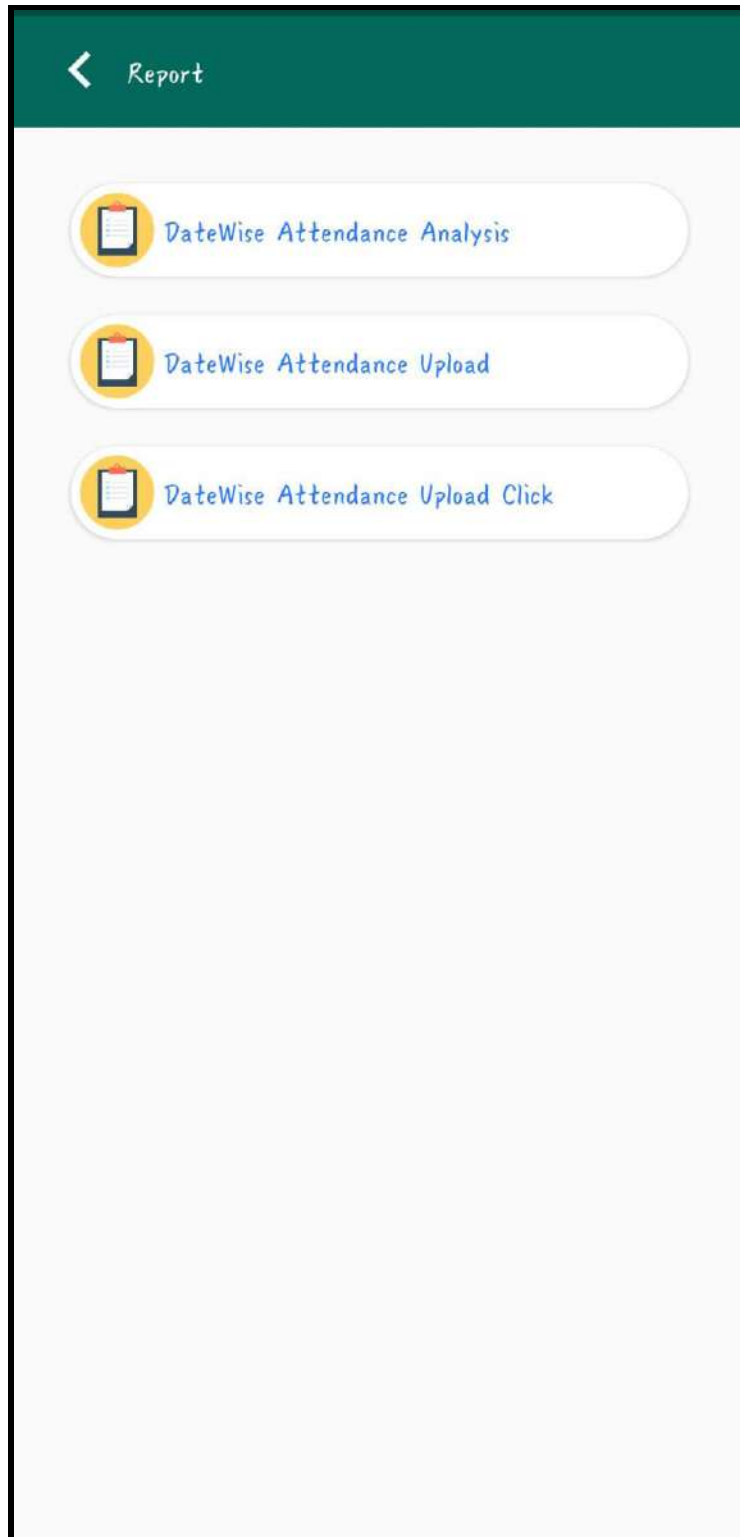 Report
DateWise Attendance Analysis
DateWise Attendance Upload
DateWise Attendance Upload Click